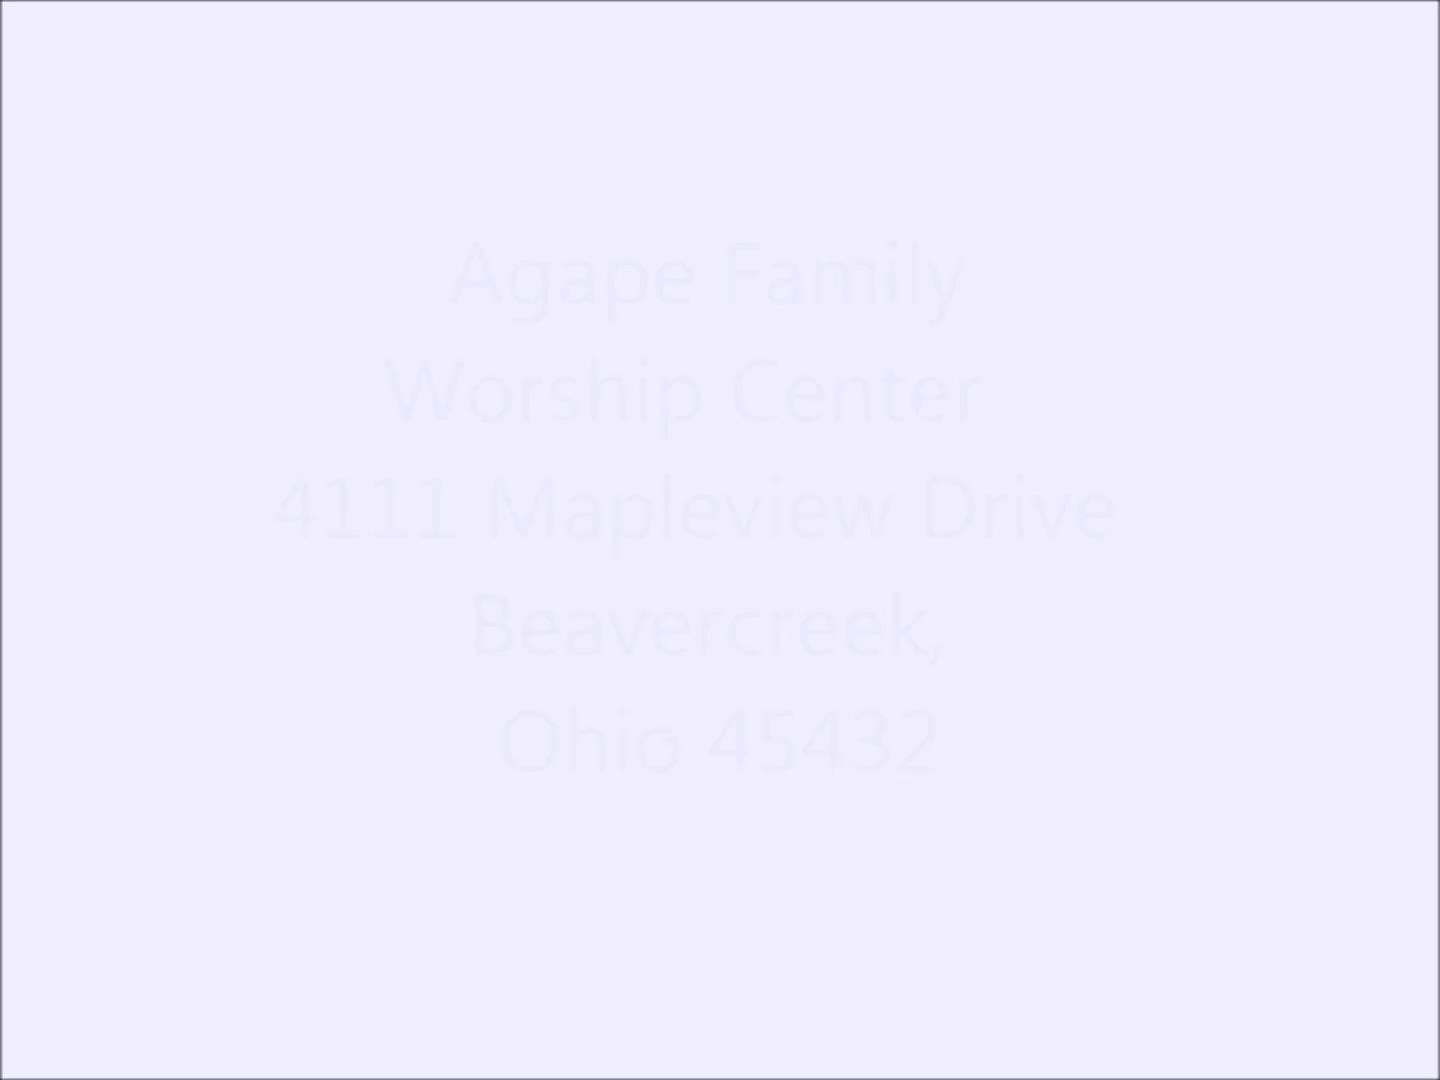 Agape Family
Worship Center
4111 Mapleview Drive
Beavercreek,
Ohio 45432